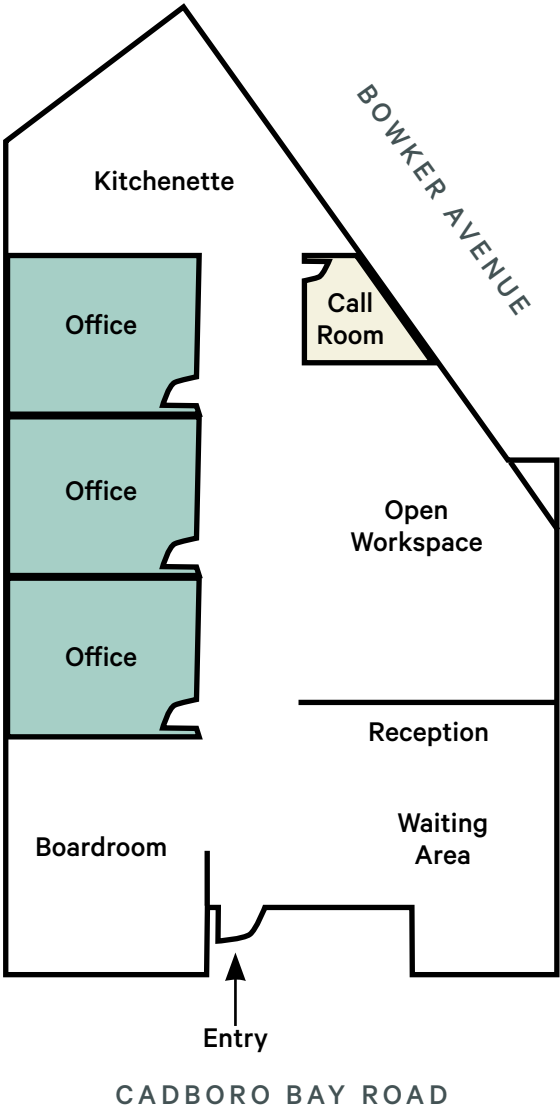 BOWKER AVENUE
Kitchenette
Office
Call
Room
Office
Open
Workspace
Office
Reception
Waiting
Area
Boardroom
Entry
CADBORO BAY ROAD